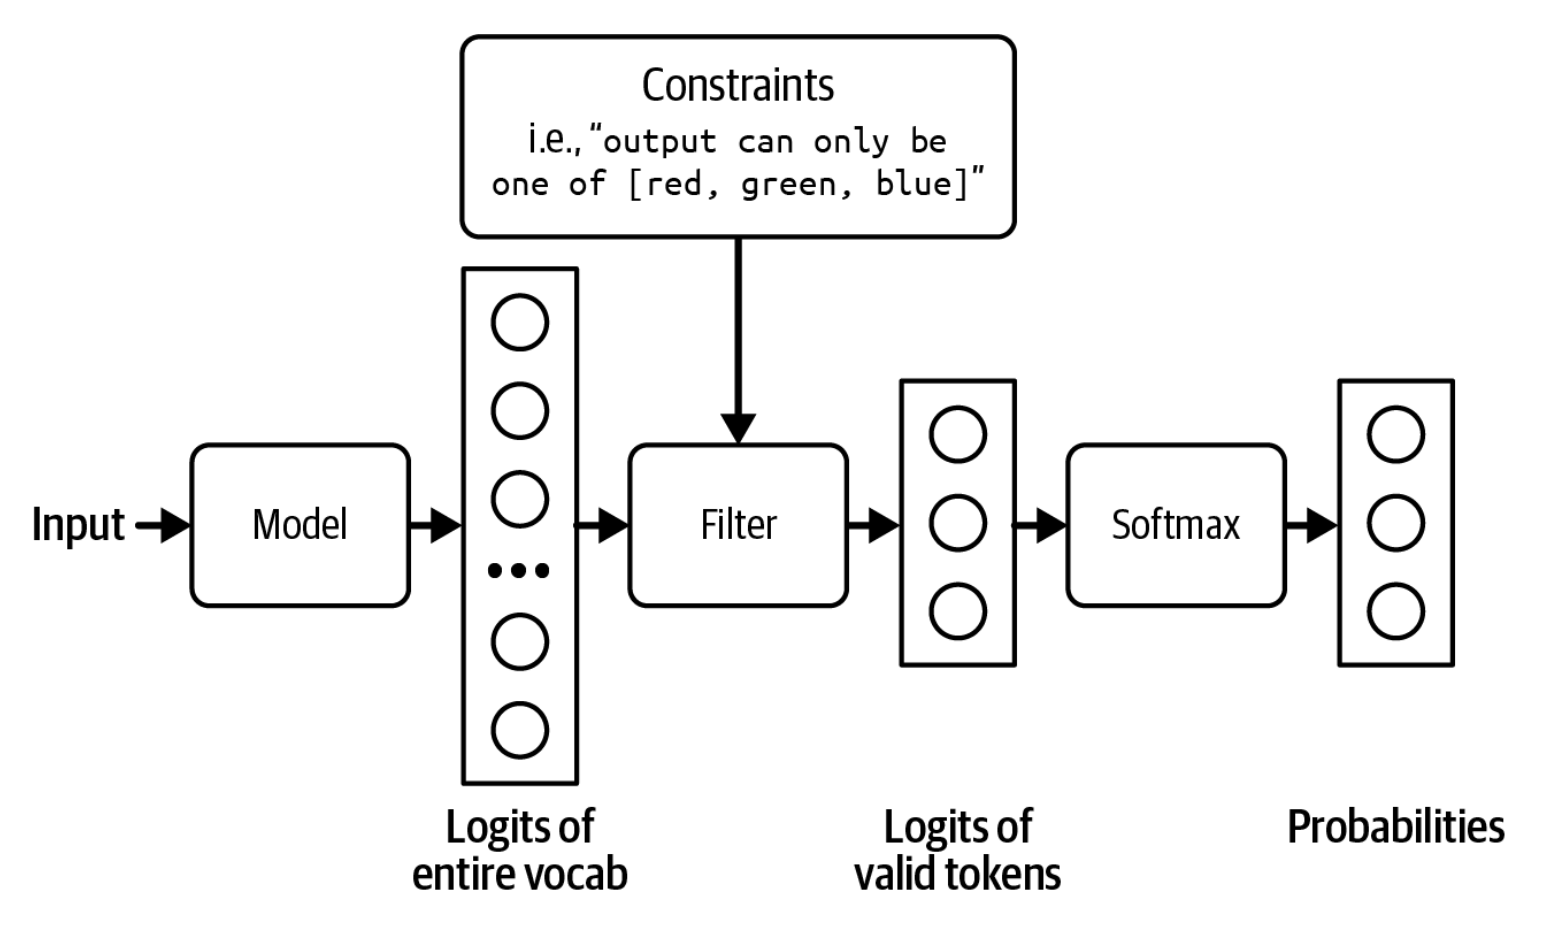 Constraints
i.e., “output can only be
one of [red, green, blue]”
Input
Model
Filter
Softmax
Logits of
entire vocab
Logits of
valid tokens
Probabilities